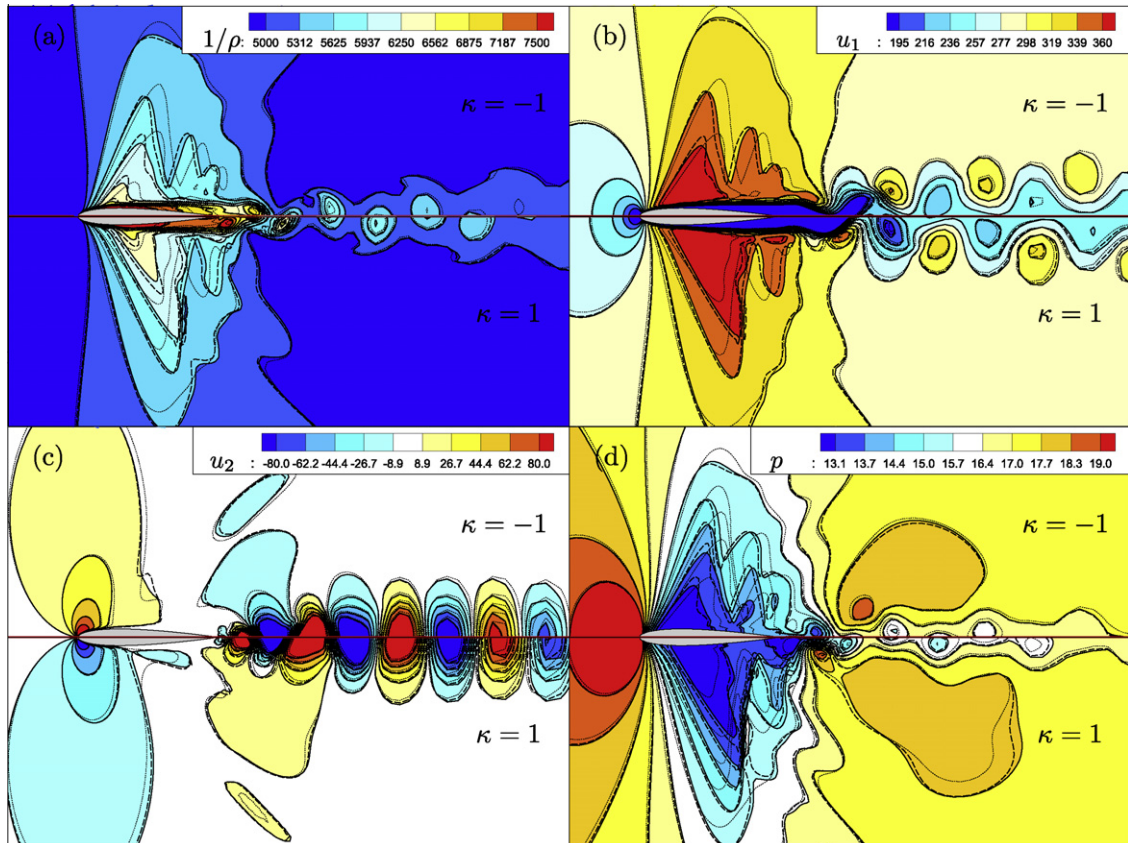 (a)
1/ρ: 5000 5312 5625 5937 6250 6562 6875 7187 7500
κ = −1
κ = 1
(b)
u₁ : 195 216 236 257 277 298 319 339 360
κ = −1
κ = 1
(c)
u₂ : -80.0 -62.2 -44.4 -26.7 -8.9 8.9 26.7 44.4 62.2 80.0
κ = −1
κ = 1
(d)
p : 13.1 13.7 14.4 15.0 15.7 16.4 17.0 17.7 18.3 19.0
κ = −1
κ = 1